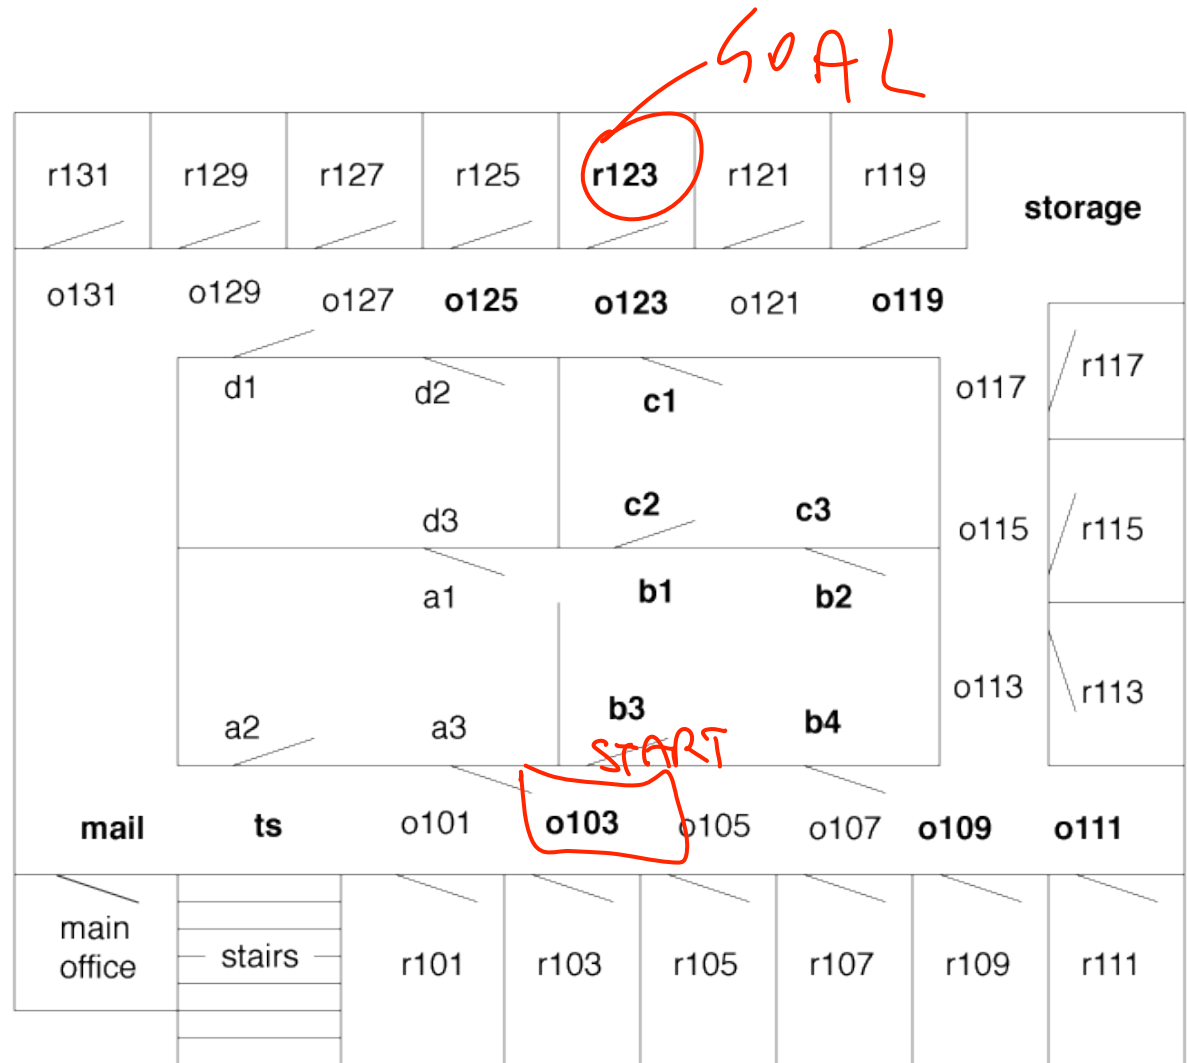 GOAL
r131 r129 r127 r125 r123 r121 r119
storage
o131 o129 o127 o125 o123 o121 o119
r117
d1 d2 c1 o117
c2 c3
d3 o115 r115
a1 b1 b2
o113 r113
a2 a3 b3 b4
START
mail ts o101 o103 o105 o107 o109 o111
main
office
stairs r101 r103 r105 r107 r109 r111